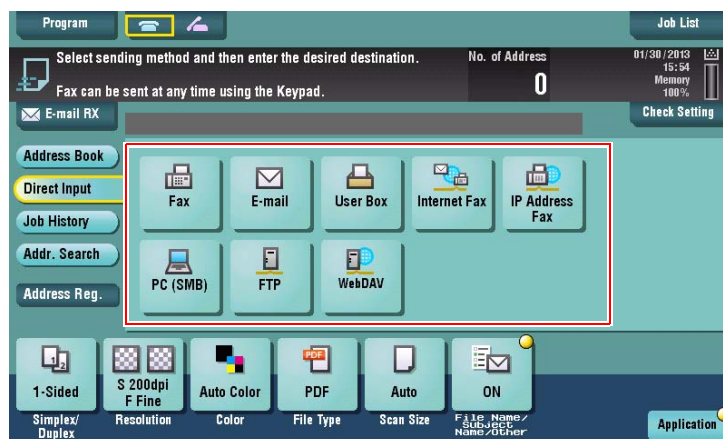 Program
Job List
Select sending method and then enter the desired destination.
No. of Address
01/30/2013
15:54
Memory
100%
0
Fax can be sent at any time using the Keypad.
E-mail RX
Check Setting
Address Book
Direct Input
Job History
Addr. Search
Address Reg.
Fax
E-mail
User Box
Internet Fax
IP Address
Fax
PC (SMB)
FTP
WebDAV
1-Sided
S 200dpi
F Fine
Auto Color
PDF
PDF
Auto
ON
Simplex/
Duplex
Resolution
Color
File Type
Scan Size
File Name/
Subject
Name/Other
Application